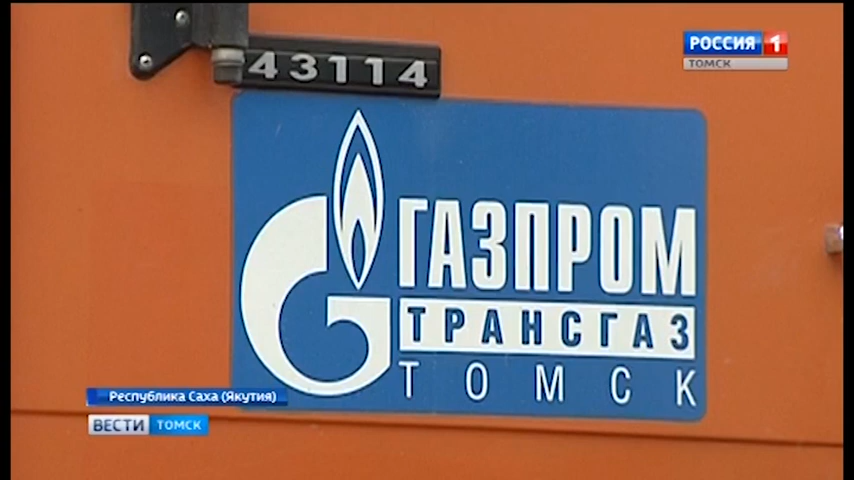 РОССИЯ 1
ТОМСК
43114
ГАЗПРОМ
ТРАНСГАЗ
ТОМСК
Республика Саха (Якутия)
ВЕСТИ ТОМСК